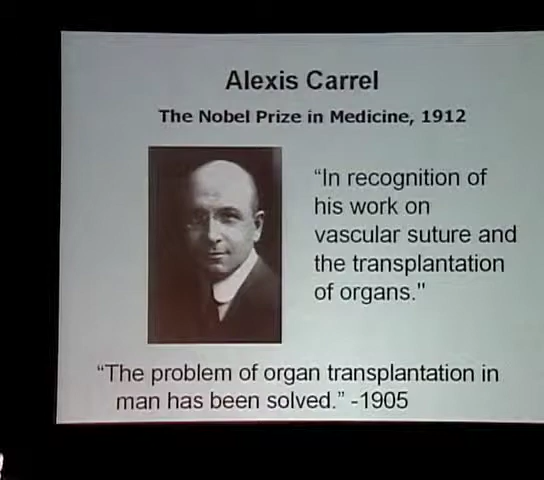 Alexis Carrel
The Nobel Prize in Medicine, 1912
“In recognition of
his work on
vascular suture and
the transplantation
of organs."
“The problem of organ transplantation in
man has been solved.” -1905